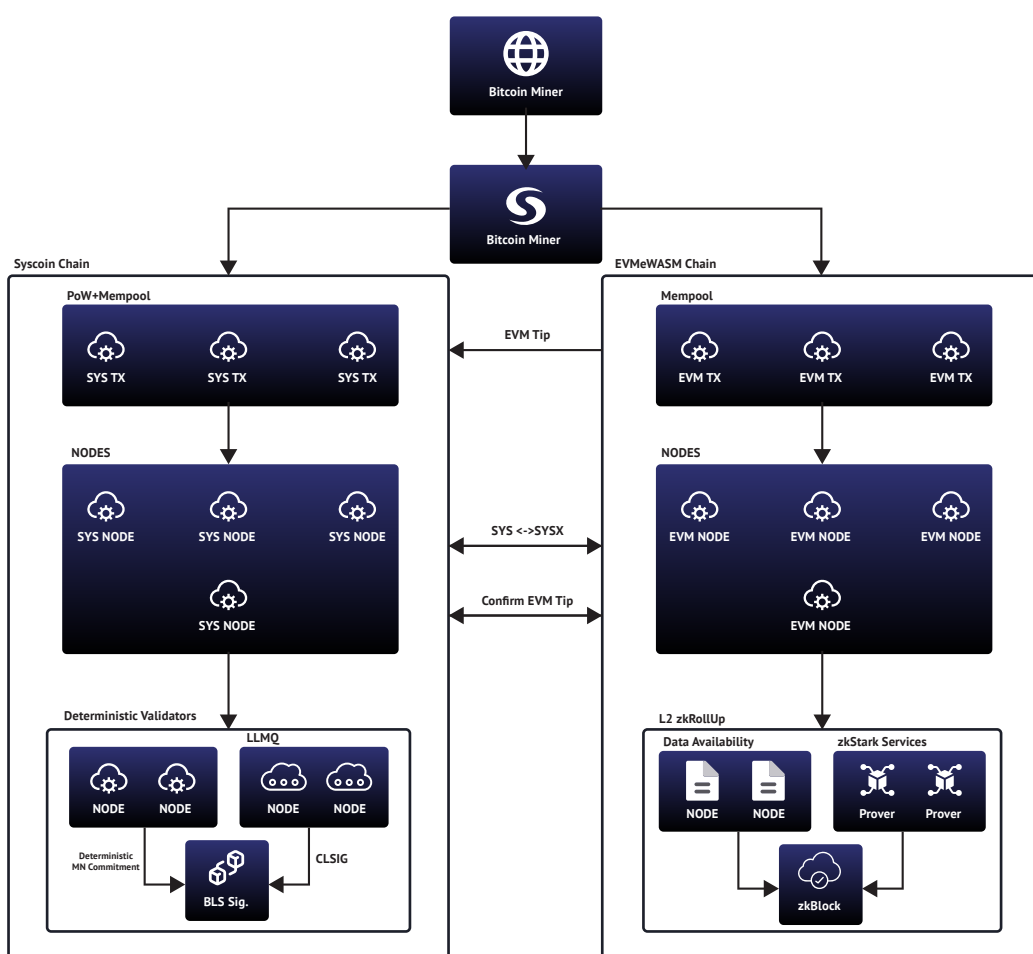 Bitcoin Miner
Bitcoin Miner
Syscoin Chain
EVMeWASM Chain
PoW+Mempool
SYS TX
SYS TX
SYS TX
EVM Tip
Mempool
EVM TX
EVM TX
EVM TX
NODES
SYS NODE
SYS NODE
SYS NODE
SYS NODE
SYS <->SYSX
Confirm EVM Tip
NODES
EVM NODE
EVM NODE
EVM NODE
EVM NODE
Deterministic Validators
LLMQ
NODE
NODE
NODE
NODE
Deterministic
MN Commitment
CLSIG
BLS Sig.
L2 zkRollUp
Data Availability
zkStark Services
NODE
NODE
Prover
Prover
zkBlock